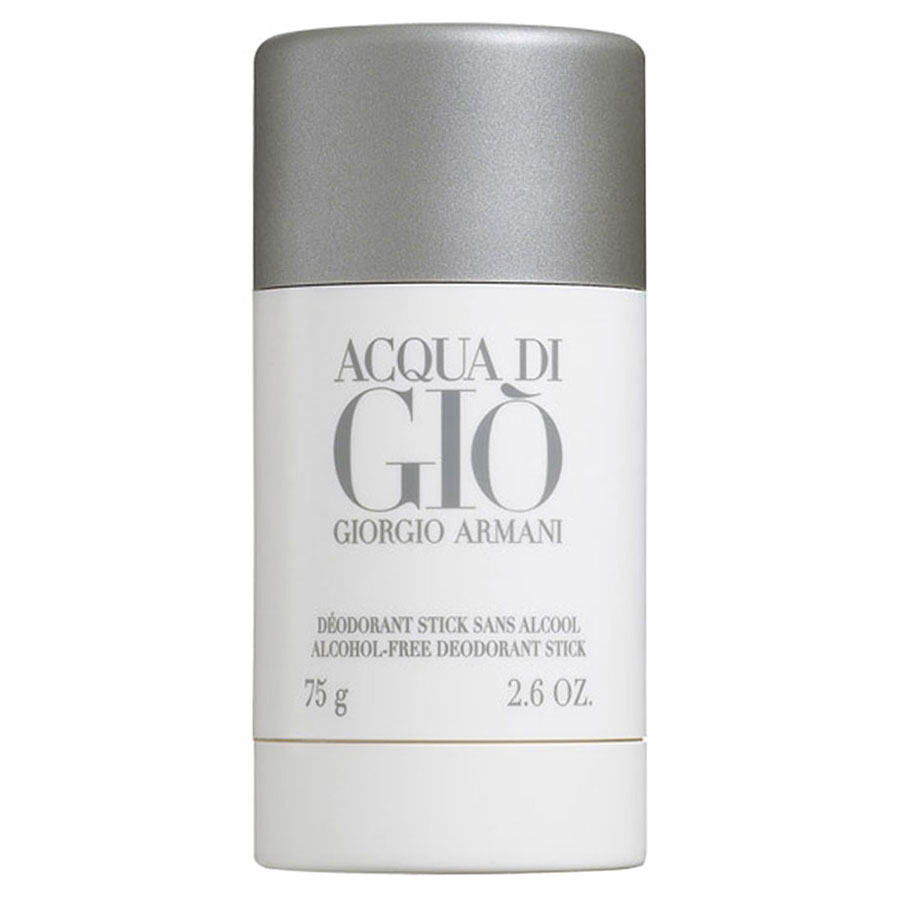 ACQUA DI
GIÒ
GIORGIO ARMANI
DÉODORANT STICK SANS ALCOOL
ALCOHOL-FREE DEODORANT STICK
75 g 2.6 OZ.